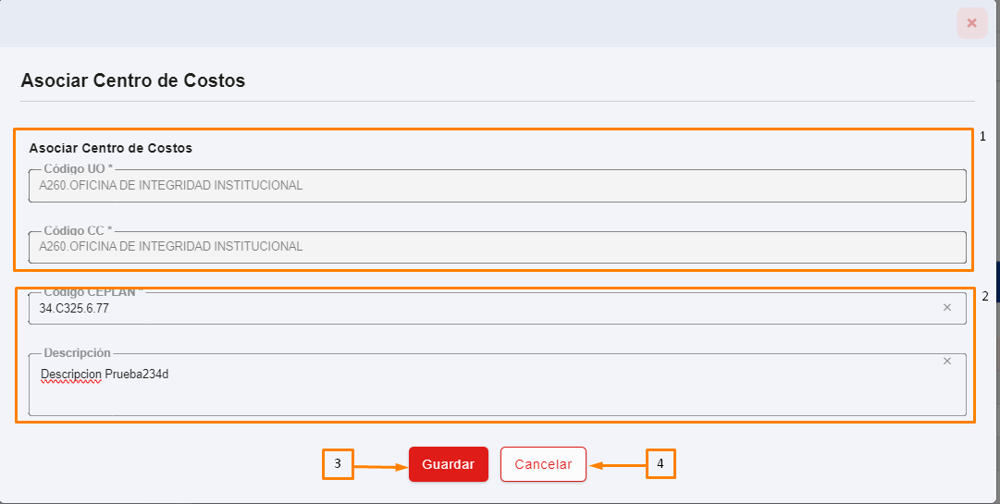 ×
Asociar Centro de Costos
1
Asociar Centro de Costos
Código UO *
A260.OFICINA DE INTEGRIDAD INSTITUCIONAL
Código CC *
A260.OFICINA DE INTEGRIDAD INSTITUCIONAL
2
Código CEPLAN *
34.C325.6.77 ×
Descripción
×
Descripcion Prueba234d
3 Guardar Cancelar 4